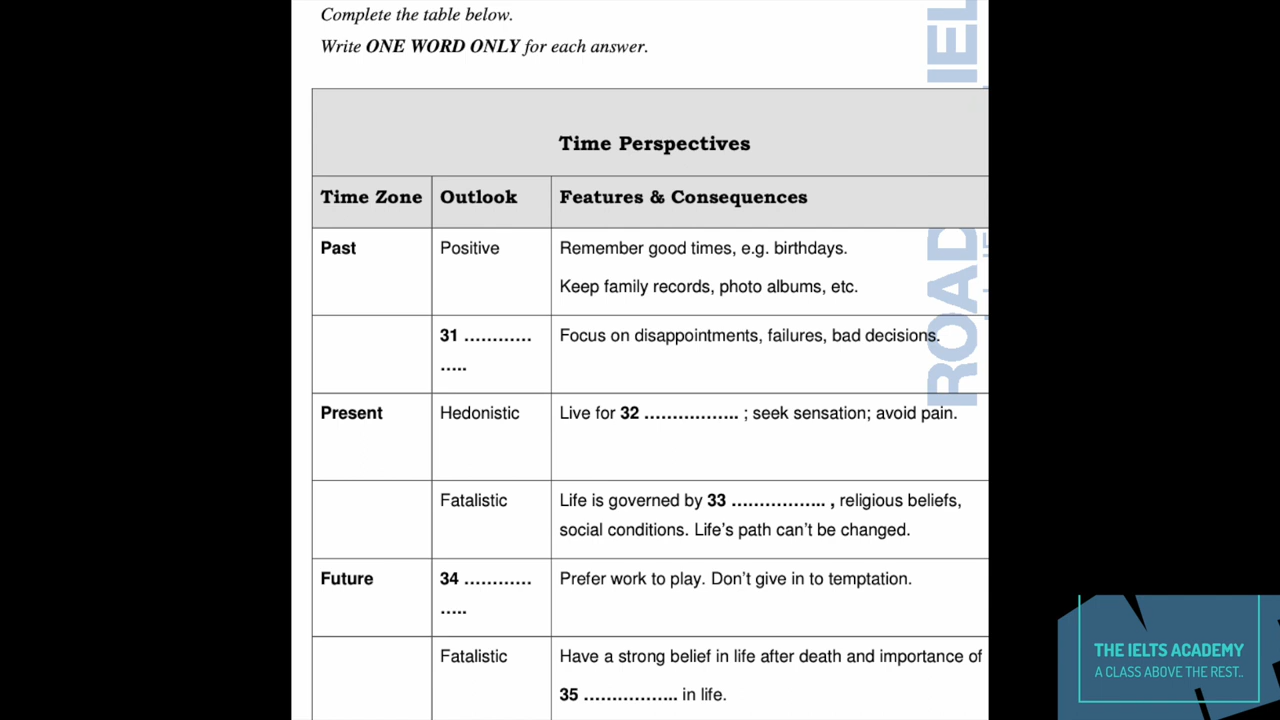 Complete the table below.
Write ONE WORD ONLY for each answer.
Time Perspectives
Time Zone Outlook Features & Consequences
Past Positive Remember good times, e.g. birthdays.
Keep family records, photo albums, etc.
31 ………… Focus on disappointments, failures, bad decisions.
…..
Present Hedonistic Live for 32 …………….. ; seek sensation; avoid pain.
Fatalistic Life is governed by 33 …………….. , religious beliefs,
social conditions. Life's path can't be changed.
Future 34 ………… Prefer work to play. Don't give in to temptation.
…..
Fatalistic Have a strong belief in life after death and importance of
35 …………….. in life.
ROAD IEL
THE IELTS ACADEMY
A CLASS ABOVE THE REST..